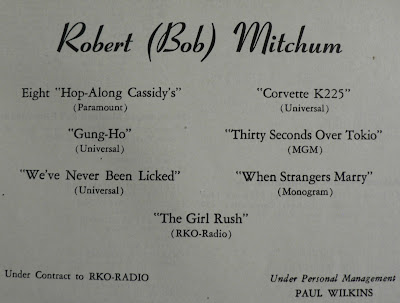 Robert (Bob) Mitchum
Eight "Hop-Along Cassidy's"
(Paramount)
"Corvette K225"
(Universal)
"Gung-Ho"
(Universal)
"Thirty Seconds Over Tokio"
(MGM)
"We've Never Been Licked"
(Universal)
"When Strangers Marry"
(Monogram)
"The Girl Rush"
(RKO-Radio)
Under Contract to RKO-RADIO
Under Personal Management
PAUL WILKINS